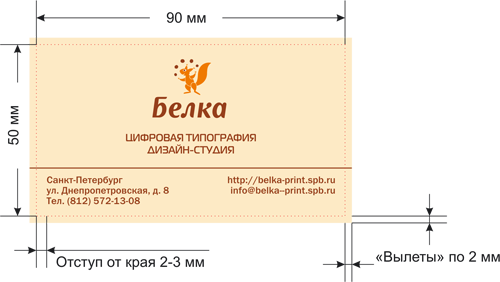 90 мм
50 мм
Белка
ЦИФРОВАЯ ТИПОГРАФИЯ
ДИЗАЙН-СТУДИЯ
Санкт-Петербург
ул. Днепропетровская, д. 8
Тел. (812) 572-13-08
http://belka-print.spb.ru
info@belka-print.spb.ru
Отступ от края 2-3 мм
«Вылеты» по 2 мм